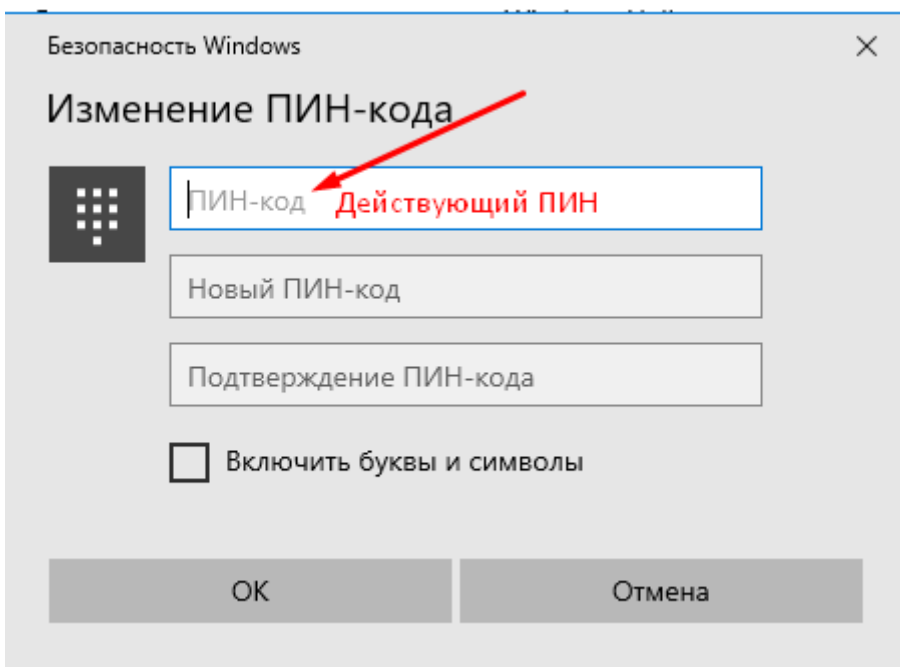 Безопасность Windows
Изменение ПИН-кода
ПИН-код Действующий ПИН
Новый ПИН-код
Подтверждение ПИН-кода
Включить буквы и символы
ОК Отмена